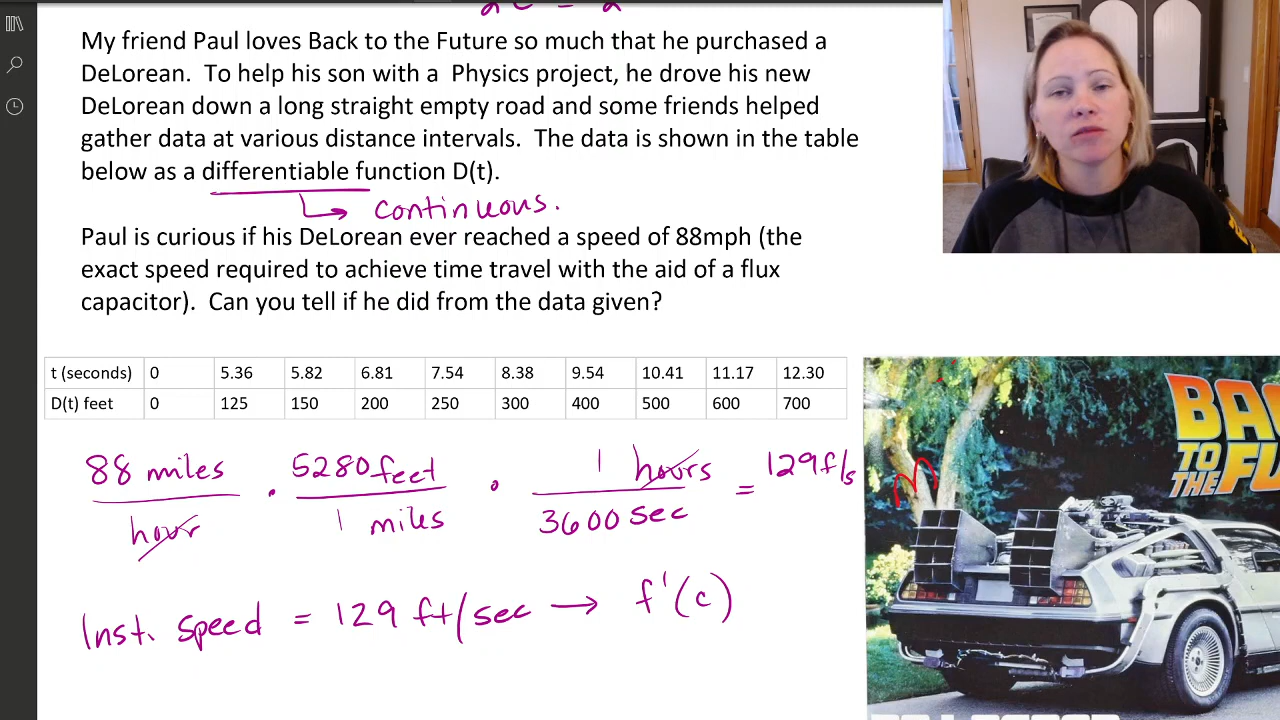 My friend Paul loves Back to the Future so much that he purchased a
DeLorean. To help his son with a Physics project, he drove his new
DeLorean down a long straight empty road and some friends helped
gather data at various distance intervals. The data is shown in the table
below as a differentiable function D(t).
continuous.
Paul is curious if his DeLorean ever reached a speed of 88mph (the
exact speed required to achieve time travel with the aid of a flux
capacitor). Can you tell if he did from the data given?
t (seconds) 0 5.36 5.82 6.81 7.54 8.38 9.54 10.41 11.17 12.30
D(t) feet 0 125 150 200 250 300 400 500 600 700
88 miles / hour · 5280 feet / 1 miles · 1 hours / 3600 sec = 129 f/s
Inst. speed = 129 ft/sec → f'(c)
BAC
TO
THE FU